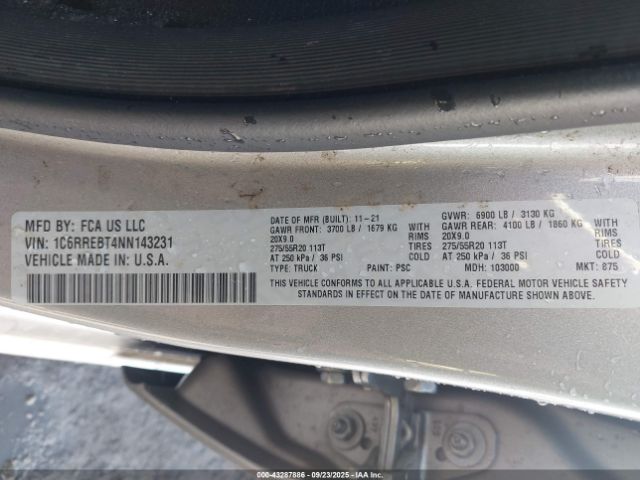 MFD BY: FCA US LLC
VIN: 1C6RREBT4NN143231
VEHICLE MADE IN: U.S.A.
DATE OF MFR (BUILT): 11-21 GVWR: 6900 LB / 3130 KG
GAWR FRONT: 3700 LB / 1679 KG WITH GAWR REAR: 4100 LB / 1860 KG WITH
20X9.0 RIMS 20X9.0 RIMS
275/55R20 113T TIRES 275/55R20 113T TIRES
AT 250 kPa / 36 PSI COLD AT 250 kPa / 36 PSI COLD
TYPE: TRUCK PAINT: PSC MDH: 103000 MKT: 875
THIS VEHICLE CONFORMS TO ALL APPLICABLE U.S.A. FEDERAL MOTOR VEHICLE SAFETY
STANDARDS IN EFFECT ON THE DATE OF MANUFACTURE SHOWN ABOVE.
000-43287886 - 09/23/2025 - IAA, Inc. - Copyright